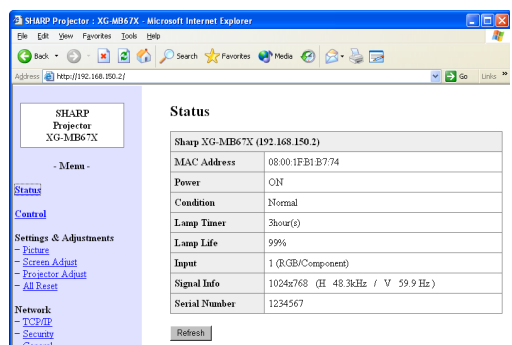 SHARP Projector : XG-MB67X - Microsoft Internet Explorer
File Edit View Favorites Tools Help
Back Search Favorites Media
Address http://192.168.150.2/ Go Links »
SHARP
Projector
XG-MB67X
- Menu -
Status
Control
Settings & Adjustments
- Picture
- Screen Adjust
- Projector Adjust
- All Reset
Network
- TCP/IP
- Security
Status
Sharp XG-MB67X (192.168.150.2)
MAC Address 08:00:1F:B1:B7:74
Power ON
Condition Normal
Lamp Timer 3hour(s)
Lamp Life 99%
Input 1 (RGB/Component)
Signal Info 1024x768 (H 48.3kHz / V 59.9 Hz )
Serial Number 1234567
Refresh